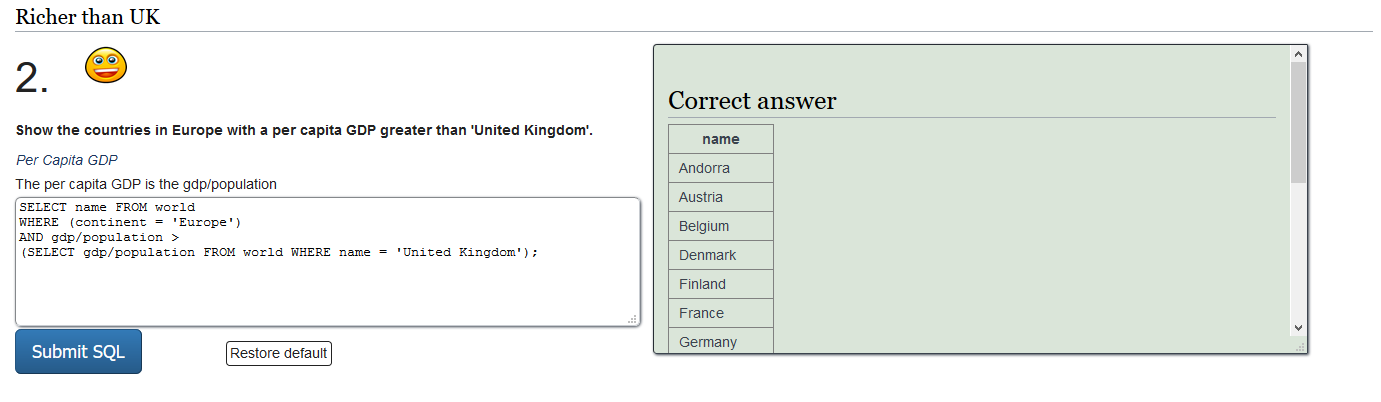 Richer than UK
2.
Show the countries in Europe with a per capita GDP greater than 'United Kingdom'.
Per Capita GDP
The per capita GDP is the gdp/population
SELECT name FROM world
WHERE (continent = 'Europe')
AND gdp/population >
(SELECT gdp/population FROM world WHERE name = 'United Kingdom');
Submit SQL
Restore default
Correct answer
name
Andorra
Austria
Belgium
Denmark
Finland
France
Germany